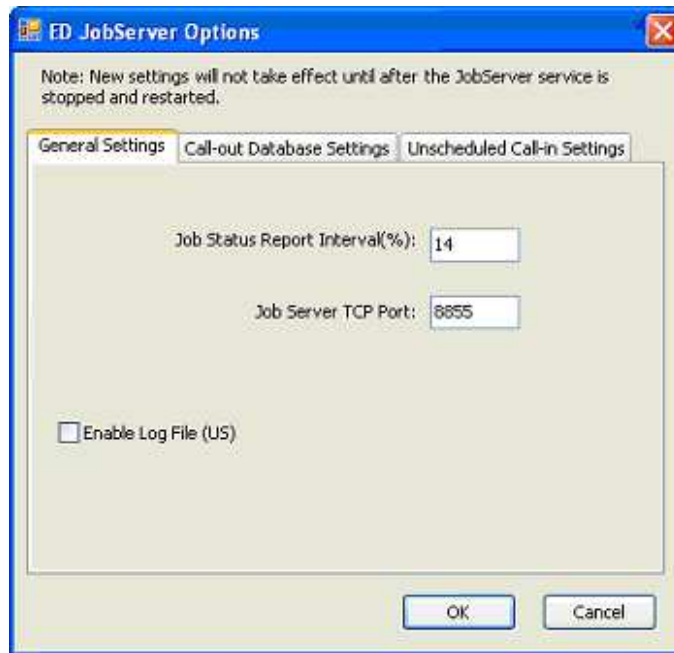 ED JobServer Options
Note: New settings will not take effect until after the JobServer service is
stopped and restarted.
General Settings
Call-out Database Settings
Unscheduled Call-in Settings
Job Status Report Interval(%): 14
Job Server TCP Port: 8855
Enable Log File (US)
OK
Cancel